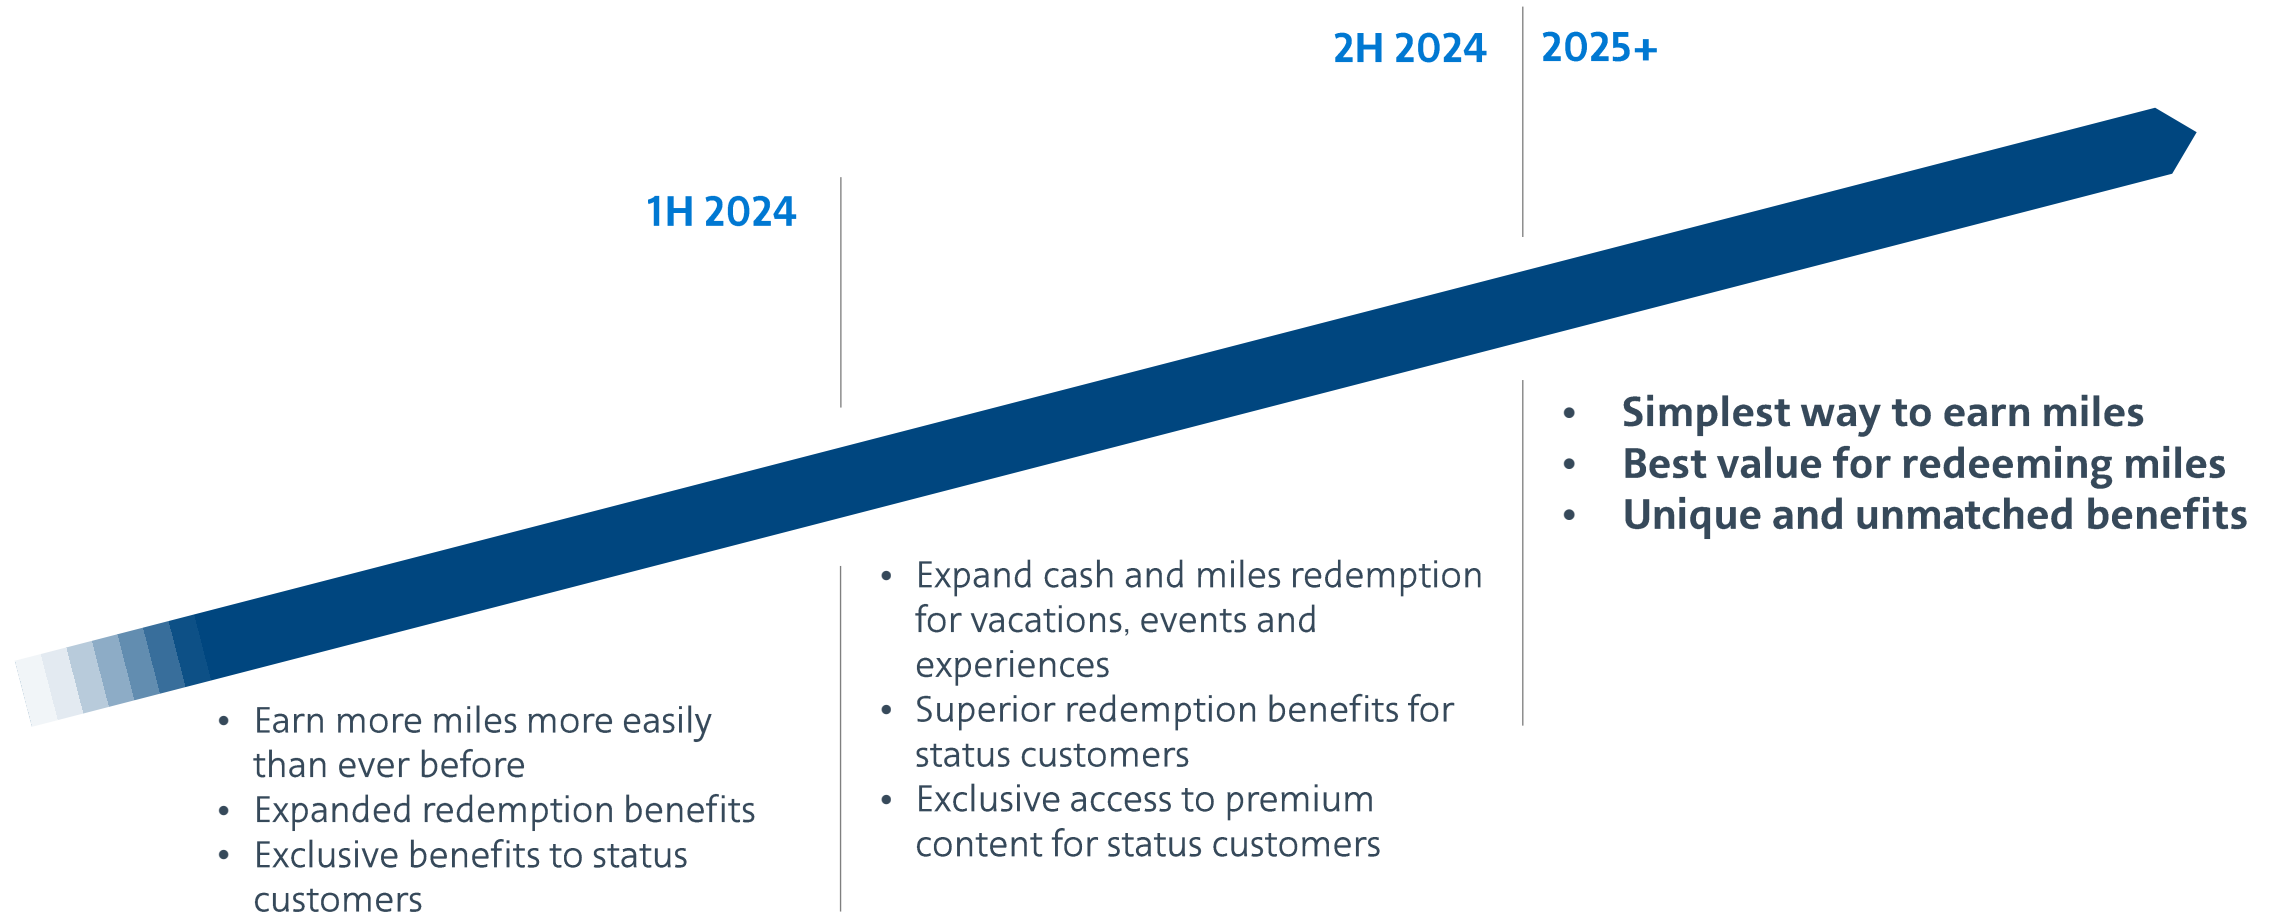 1H 2024
• Earn more miles more easily
than ever before
• Expanded redemption benefits
• Exclusive benefits to status
customers
2H 2024
• Expand cash and miles redemption
for vacations, events and
experiences
• Superior redemption benefits for
status customers
• Exclusive access to premium
content for status customers
2025+
• Simplest way to earn miles
• Best value for redeeming miles
• Unique and unmatched benefits